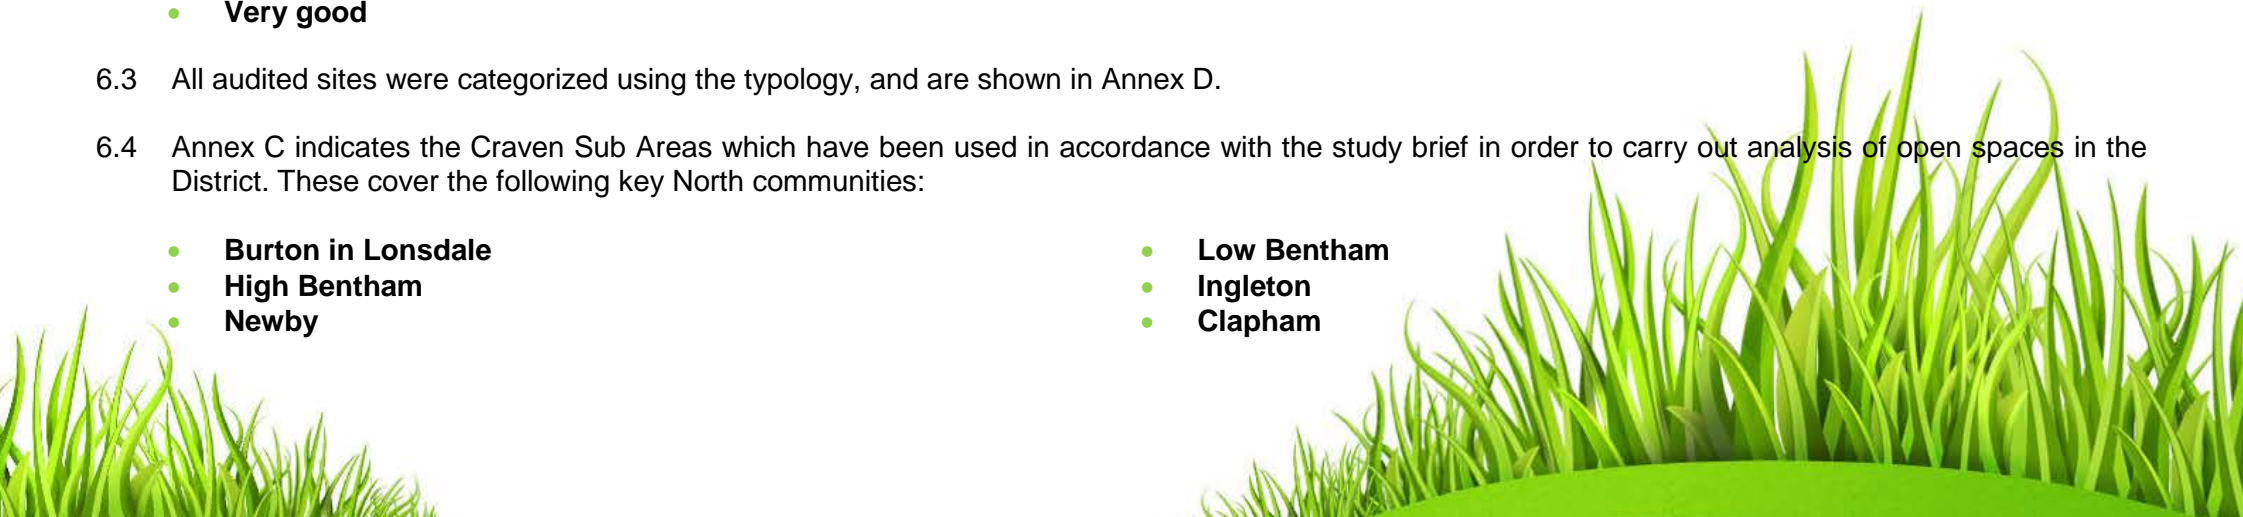 • Very good
6.3 All audited sites were categorized using the typology, and are shown in Annex D.
6.4 Annex C indicates the Craven Sub Areas which have been used in accordance with the study brief in order to carry out analysis of open spaces in the
District. These cover the following key North communities:
• Burton in Lonsdale
• High Bentham
• Newby
• Low Bentham
• Ingleton
• Clapham